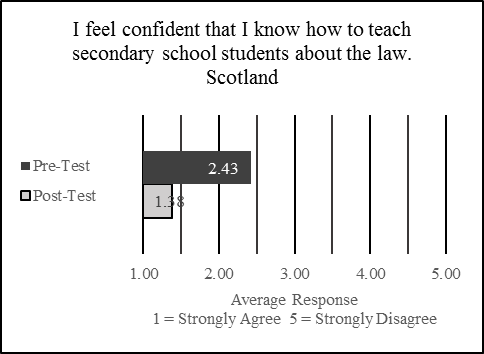 I feel confident that I know how to teach
secondary school students about the law.
Scotland
Pre-Test
2.43
Post-Test
1.38
1.00 2.00 3.00 4.00 5.00
Average Response
1 = Strongly Agree 5 = Strongly Disagree